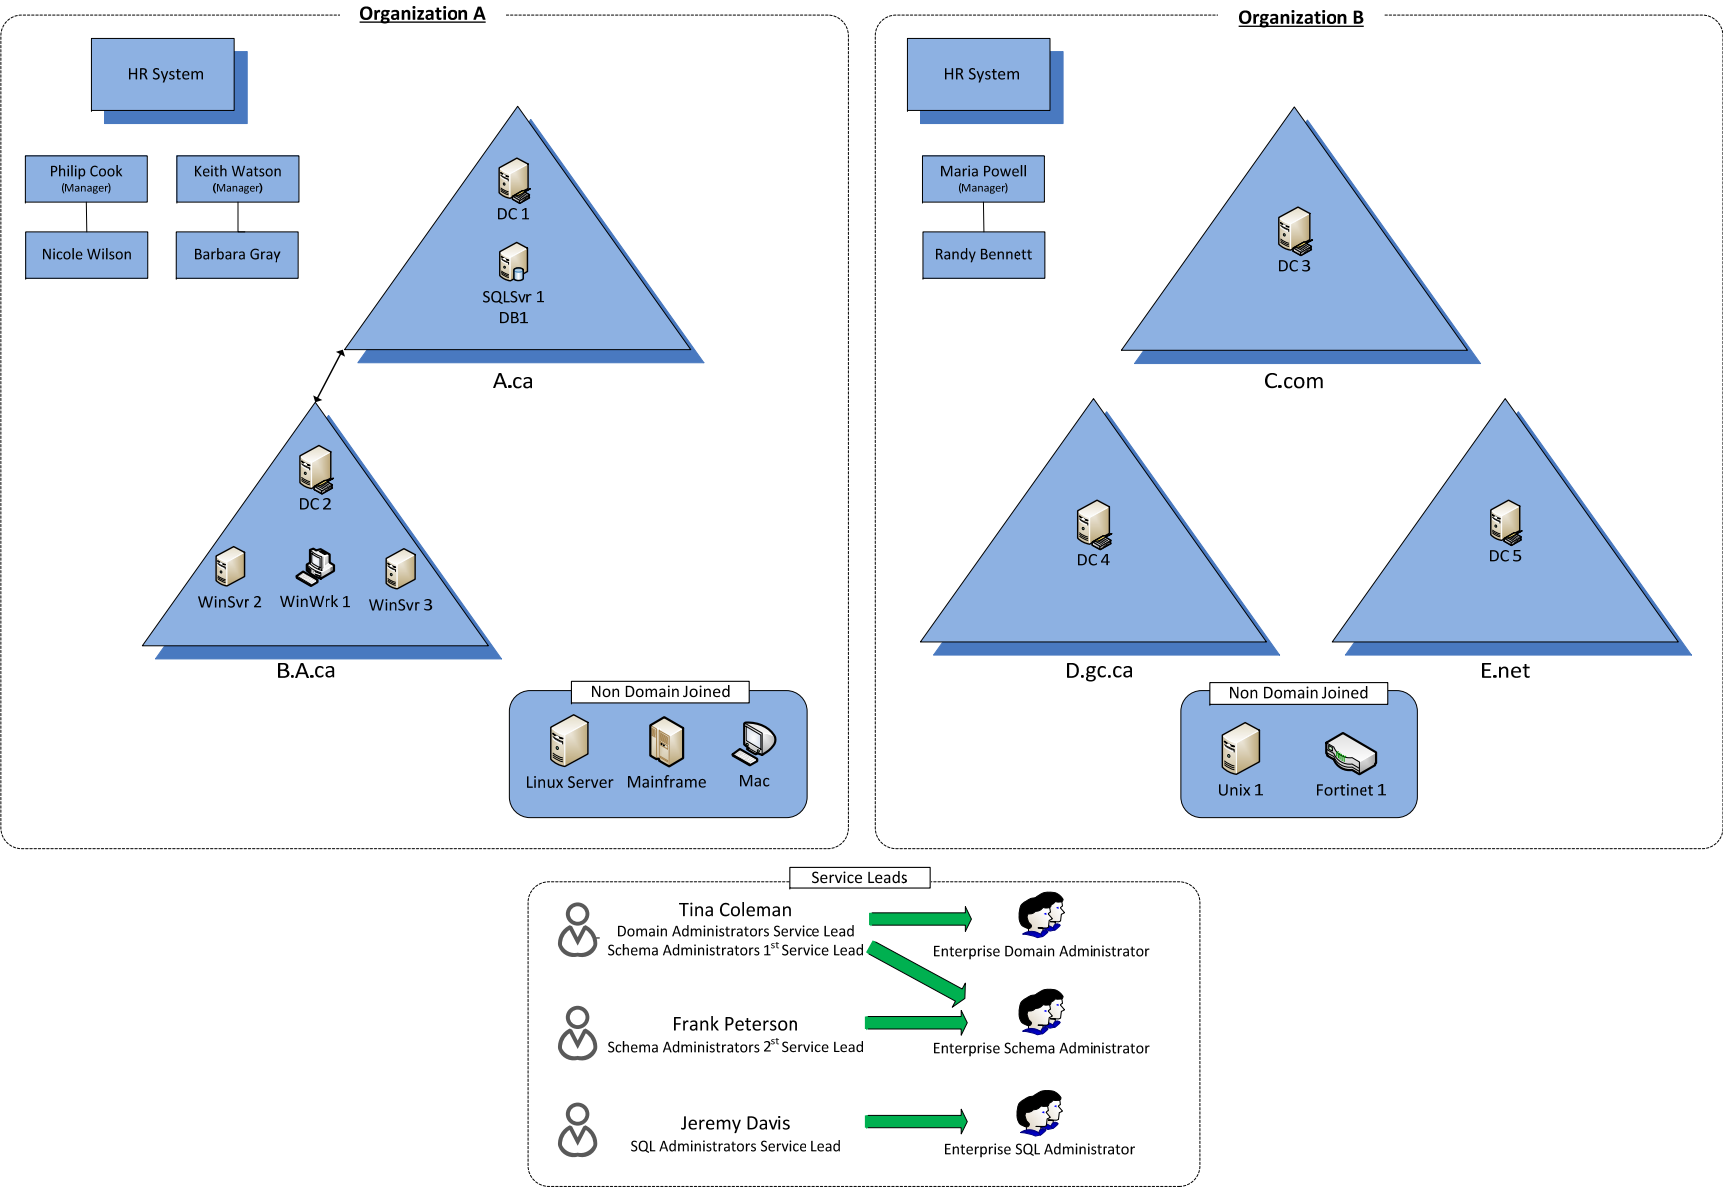 Organization A
HR System
Philip Cook
(Manager)
Keith Watson
(Manager)
Nicole Wilson
Barbara Gray
DC 1
SQLSvr 1
DB1
A.ca
DC 2
WinSvr 2
WinWrk 1
WinSvr 3
B.A.ca
Non Domain Joined
Linux Server
Mainframe
Mac
Organization B
HR System
Maria Powell
(Manager)
Randy Bennett
DC 3
C.com
DC 4
D.gc.ca
DC 5
E.net
Non Domain Joined
Unix 1
Fortinet 1
Service Leads
Tina Coleman
Domain Administrators Service Lead
Schema Administrators 1st Service Lead
Enterprise Domain Administrator
Frank Peterson
Schema Administrators 2st Service Lead
Enterprise Schema Administrator
Jeremy Davis
SQL Administrators Service Lead
Enterprise SQL Administrator